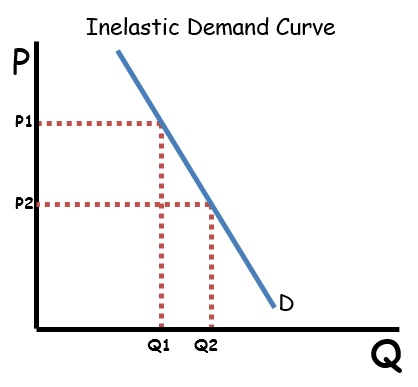 Inelastic Demand Curve
P
P1
P2
D
Q1 Q2
Q